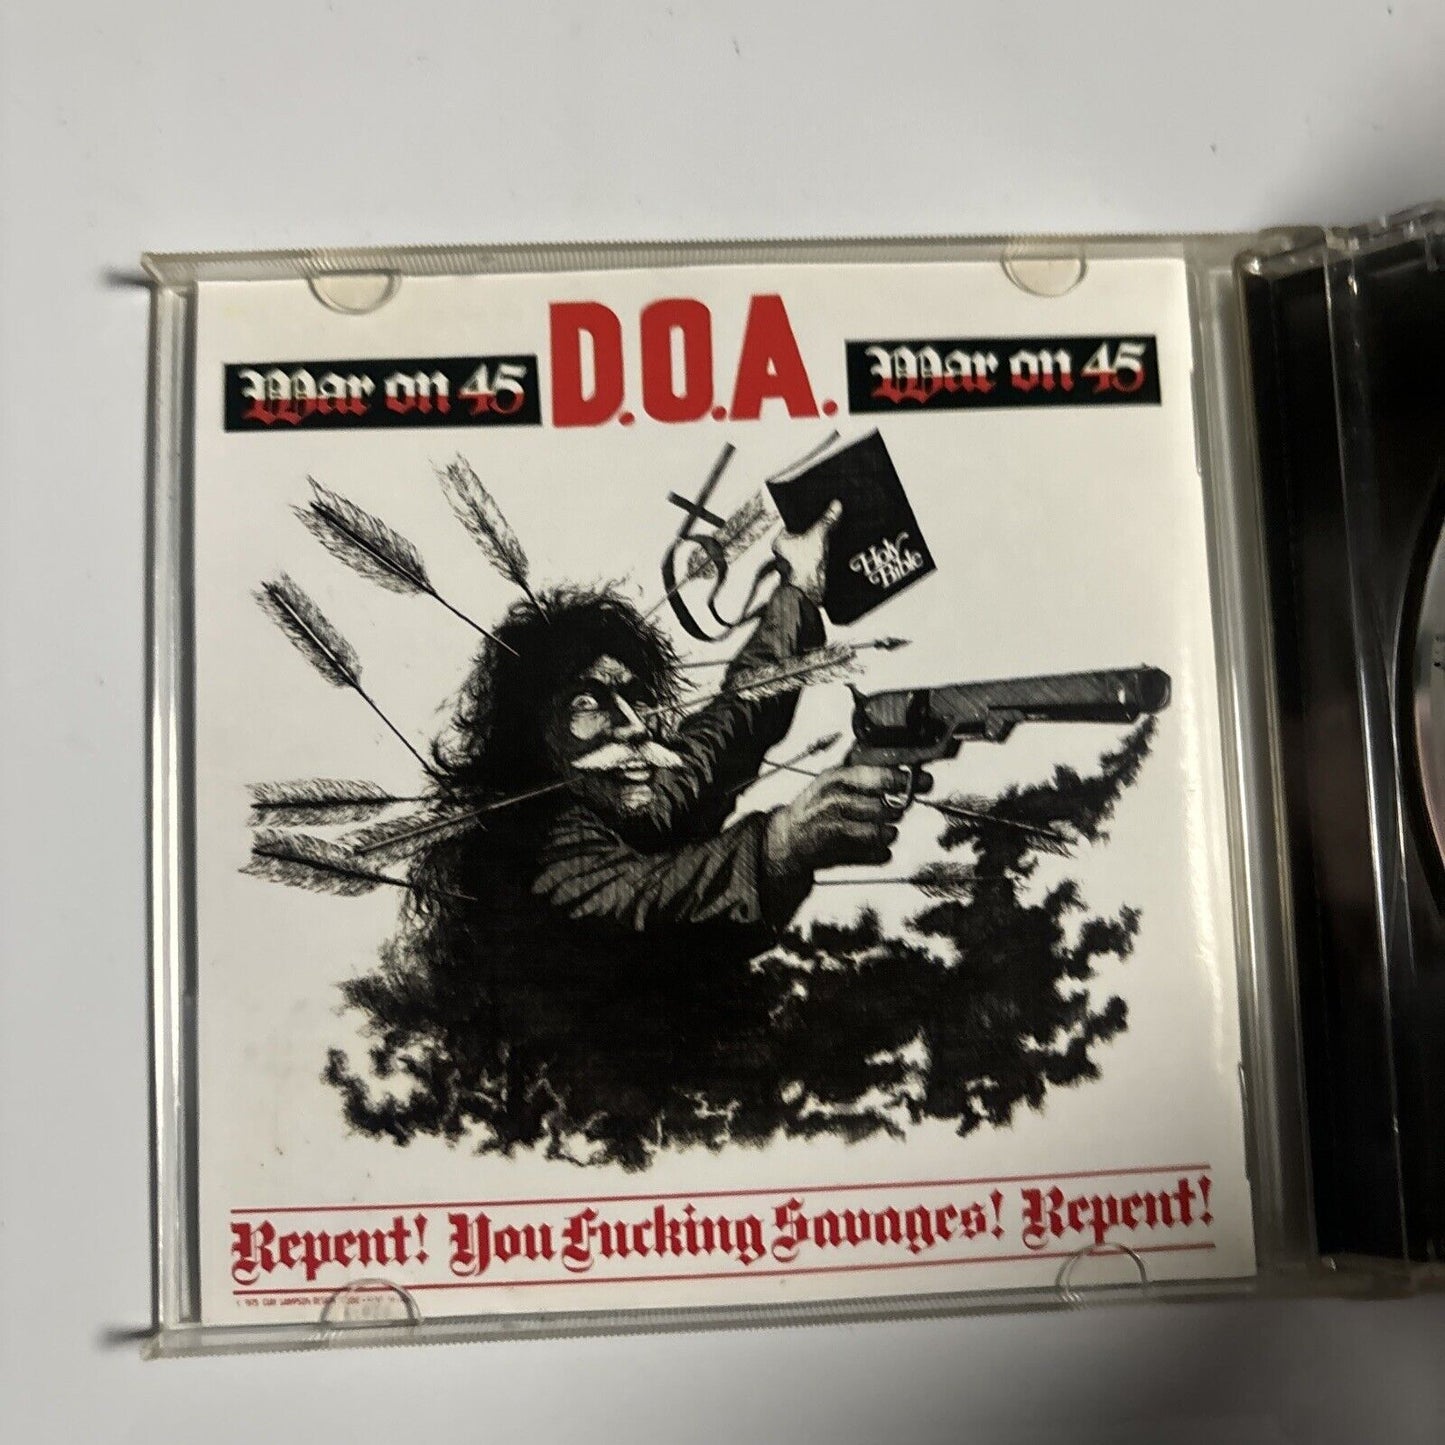 War on 45 D.O.A. War on 45
Holy
Bible
Repent! You Fucking Savages! Repent!